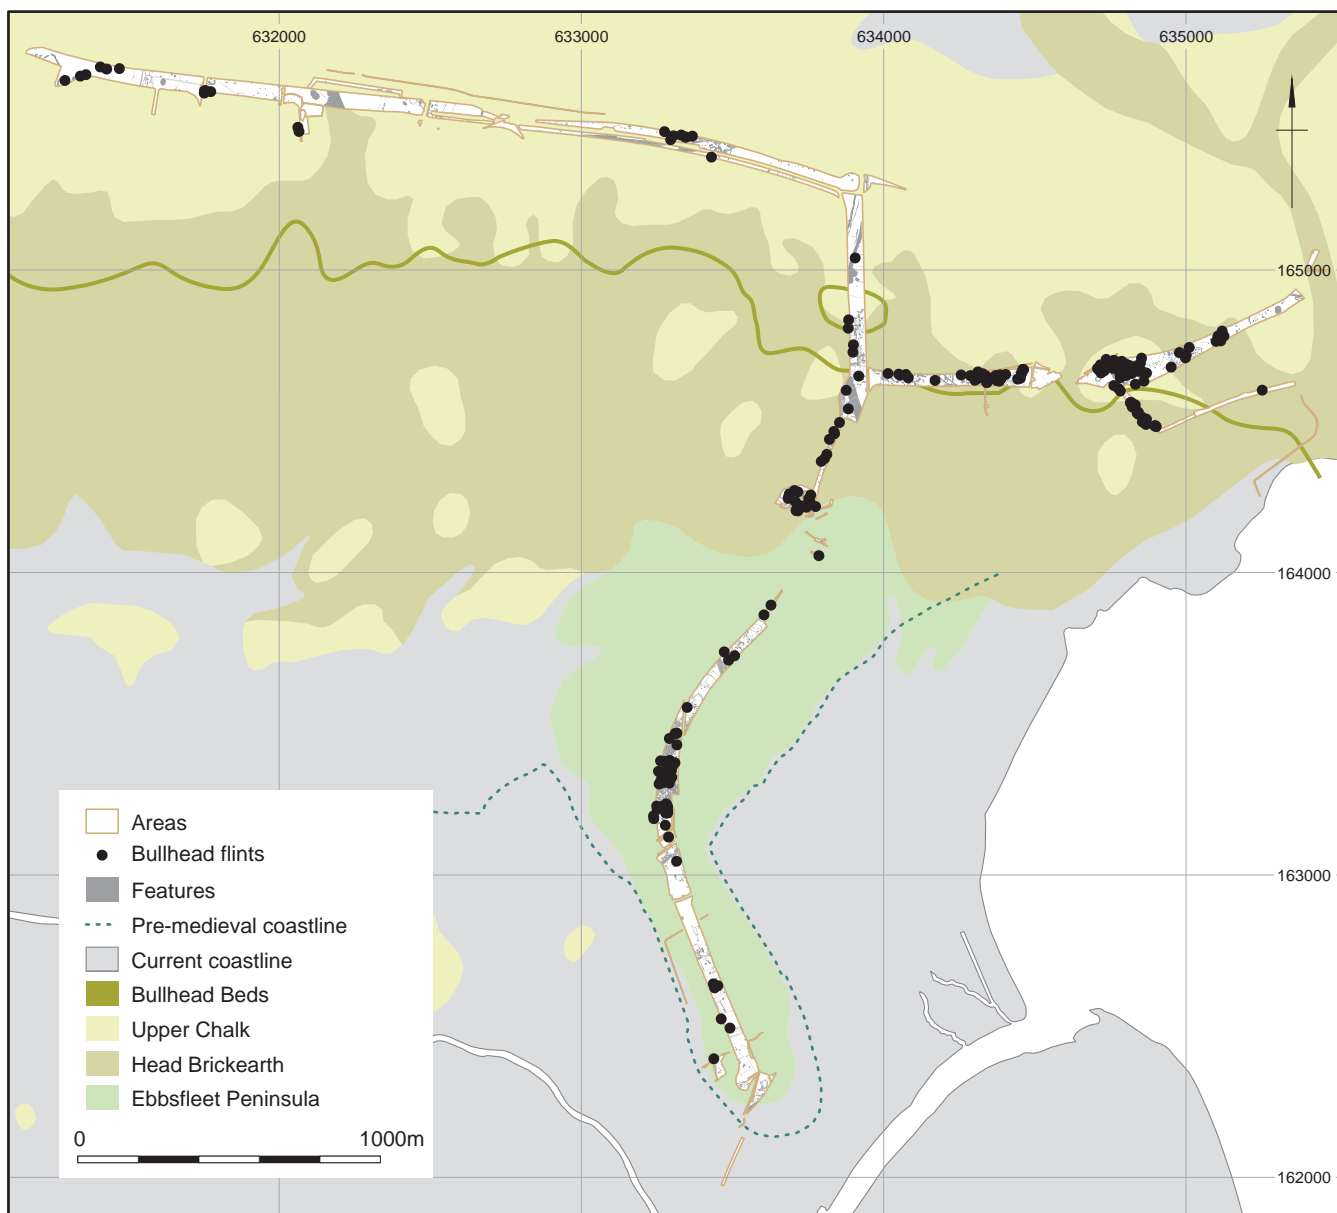 632000
633000
634000
635000
165000
164000
163000
162000
Areas
Bullhead flints
Features
Pre-medieval coastline
Current coastline
Bullhead Beds
Upper Chalk
Head Brickearth
Ebbsfleet Peninsula
0 1000m